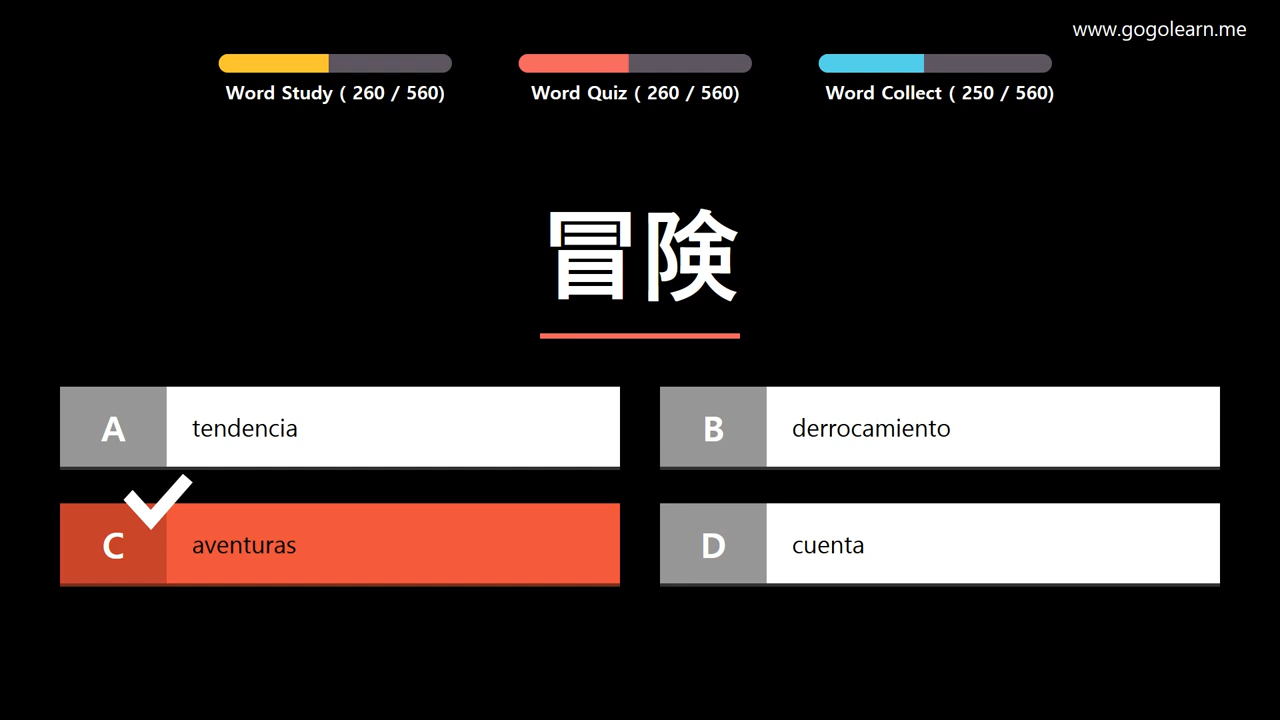 www.gogolearn.me
Word Study ( 260 / 560)
Word Quiz ( 260 / 560)
Word Collect ( 250 / 560)
冒険
A tendencia
B derrocamiento
C aventuras
D cuenta